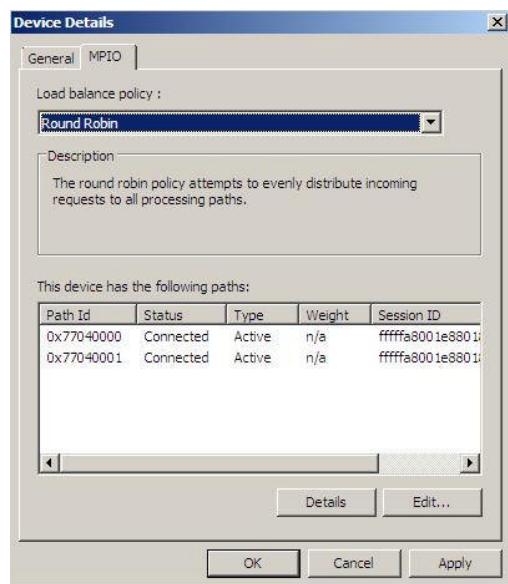 Device Details
General MPIO
Load balance policy :
Round Robin
Description
The round robin policy attempts to evenly distribute incoming
requests to all processing paths.
This device has the following paths:
Path Id Status Type Weight Session ID
0x77040000 Connected Active n/a
0x77040001 Connected Active n/a
Details Edit...
OK Cancel Apply